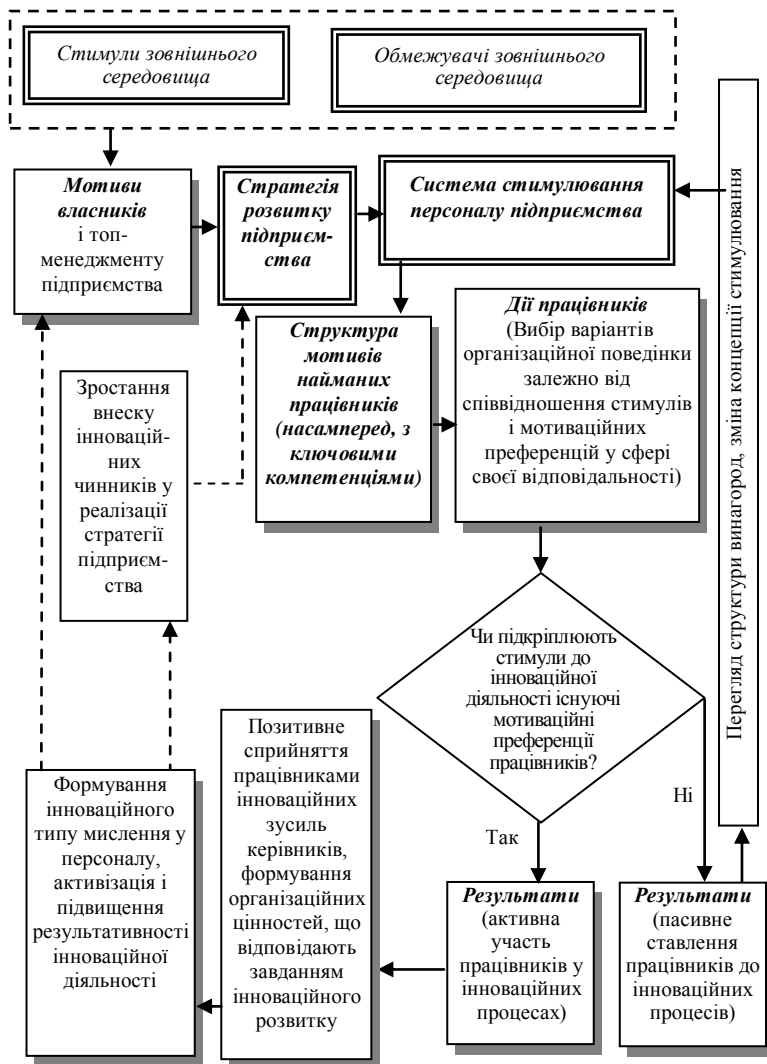 Стимули зовнішнього
середовища
Обмежувачі зовнішнього
середовища
Мотиви
власників
і топ-
менеджменту
підприємства
Стратегія
розвитку
підприєм-
ства
Система стимулювання
персоналу підприємства
Перегляд структури винагород, зміна концепції стимулювання
Структура
мотивів
найманих
працівників
(насамперед, з
ключовими
компетенціями)
Дії працівників
(Вибір варіантів
організаційної поведінки
залежно від
співвідношення стимулів
і мотиваційних
преференцій у сфері
своєї відповідальності)
Зростання
внеску
інновацій-
них
чинників у
реалізації
стратегії
підприєм-
ства
Чи підкріплюють
стимули до
інноваційної
діяльності існуючі
мотиваційні
преференції
працівників?
Так
Ні
Формування
інноваційного
типу мислення у
персоналу,
активізація і
підвищення
результативності
інноваційної
діяльності
Позитивне
сприйняття
працівниками
інноваційних
зусиль
керівників,
формування
організаційних
цінностей, що
відповідають
завданням
інноваційного
розвитку
Результати
(активна
участь
працівників у
інноваційних
процесах)
Результати
(пасивне
ставлення
працівників до
інноваційних
процесів)